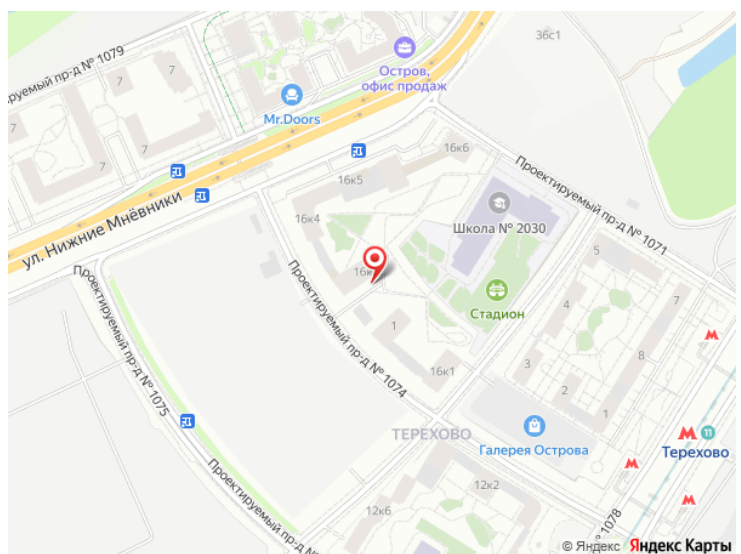 36с1
ируемый пр-д № 1079
7
7
7
7
Остров,
офис продаж
Mr.Doors
16к6
16к5
Проектируемый пр-д № 1071
Школа № 2030
16к4
ул. Нижние Мнёвники
5
16к
Стадион
4
7
Проектируемый пр-д № 1075
Проектируемый пр-д № 1074
1
3
8
16к1
2
1
ТЕРЕХОВО
Галерея Острова
11
Терехово
12к2
12к6
Проектируемый пр-д №
№ 1078
© Яндекс Яндекс Карты